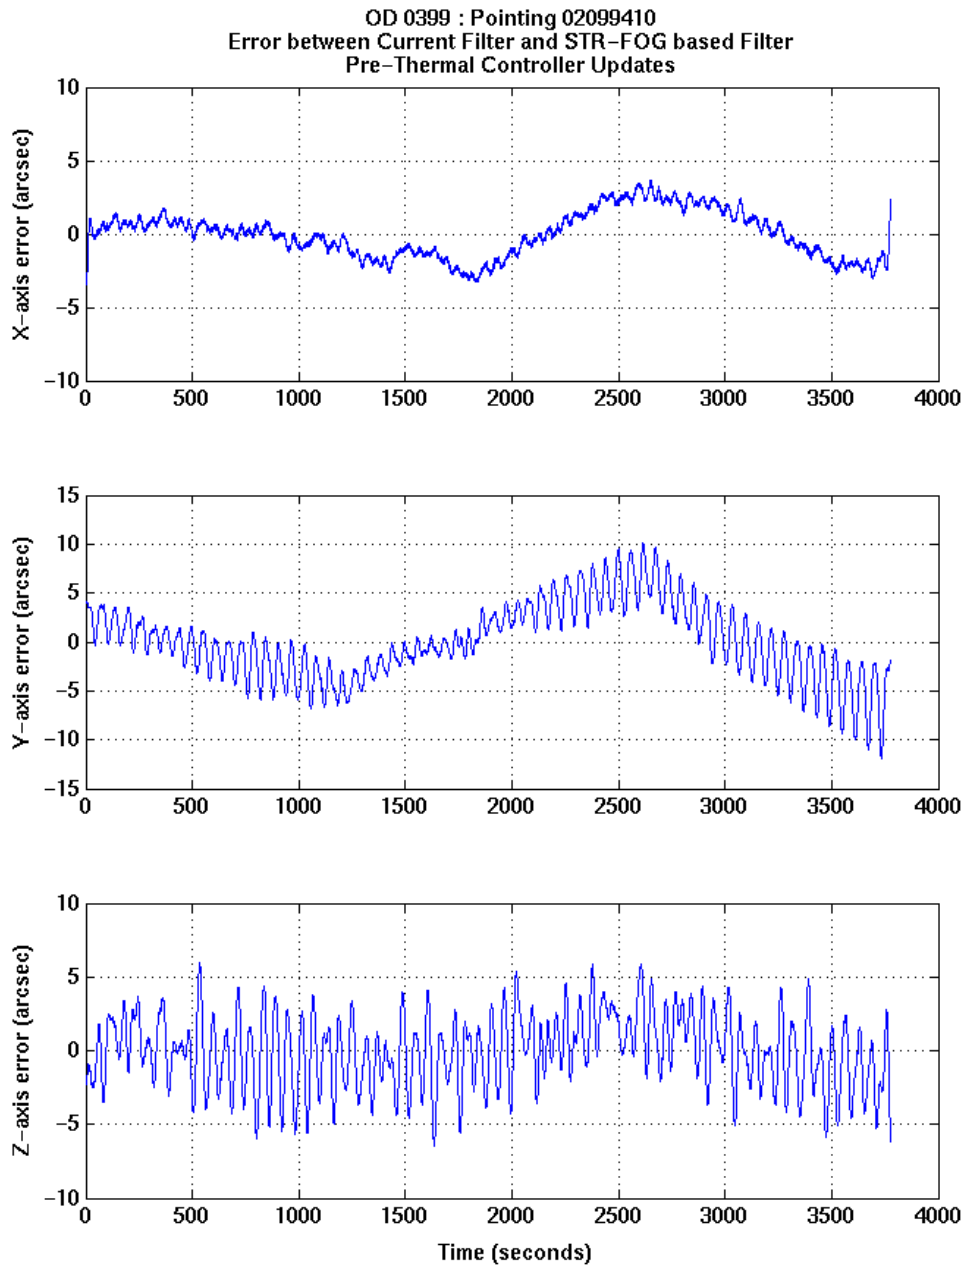 OD 0399 : Pointing 02099410
Error between Current Filter and STR−FOG based Filter
Pre−Thermal Controller Updates
10
5
0
−5
−10
X−axis error (arcsec)
0 500 1000 1500 2000 2500 3000 3500 4000
15
10
5
0
−5
−10
−15
Y−axis error (arcsec)
0 500 1000 1500 2000 2500 3000 3500 4000
10
5
0
−5
−10
Z−axis error (arcsec)
0 500 1000 1500 2000 2500 3000 3500 4000
Time (seconds)